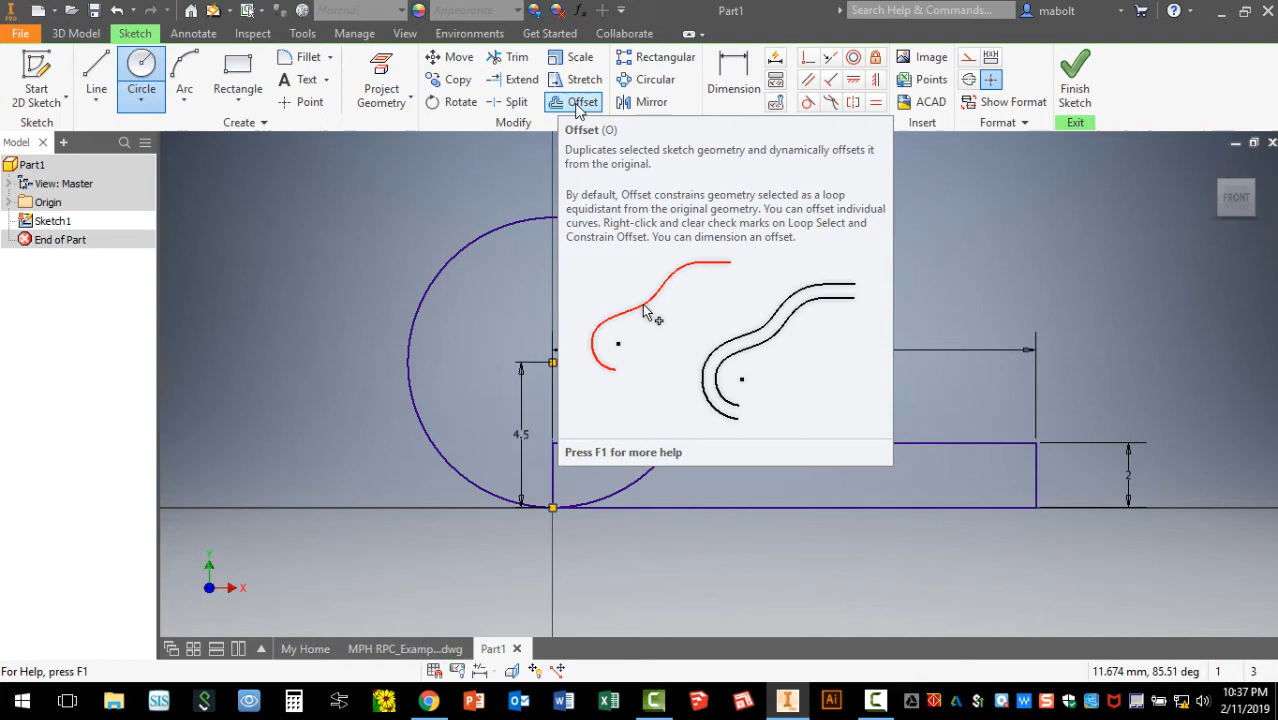 Material
Appearance
Part1
Search Help & Commands...
mabolt
File
3D Model
Sketch
Annotate
Inspect
Tools
Manage
View
Environments
Get Started
Collaborate
Start
2D Sketch
Line
Circle
Arc
Rectangle
Fillet
Text
Point
Project
Geometry
Move
Copy
Rotate
Trim
Extend
Split
Scale
Stretch
Offset
Rectangular
Circular
Mirror
Dimension
Image
Points
ACAD
Show Format
Finish
Sketch
Sketch
Create
Modify
Insert
Format
Exit
Model
Part1
View: Master
Origin
Sketch1
End of Part
Offset (O)
Duplicates selected sketch geometry and dynamically offsets it
from the original.
By default, Offset constrains geometry selected as a loop
equidistant from the original geometry. You can offset individual
curves. Right-click and clear check marks on Loop Select and
Constrain Offset. You can dimension an offset.
Press F1 for more help
FRONT
4.5
2
Y
X
My Home
MPH RPC_Examp...dwg
Part1
For Help, press F1
11.674 mm, 85.51 deg
1
3
10:37 PM
2/11/2019